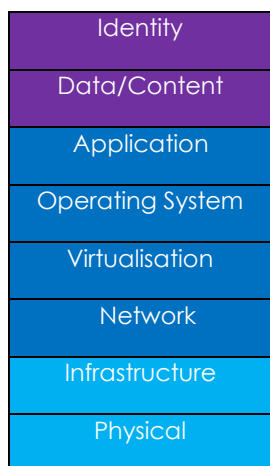 Identity
Data/Content
Application
Operating System
Virtualisation
Network
Infrastructure
Physical